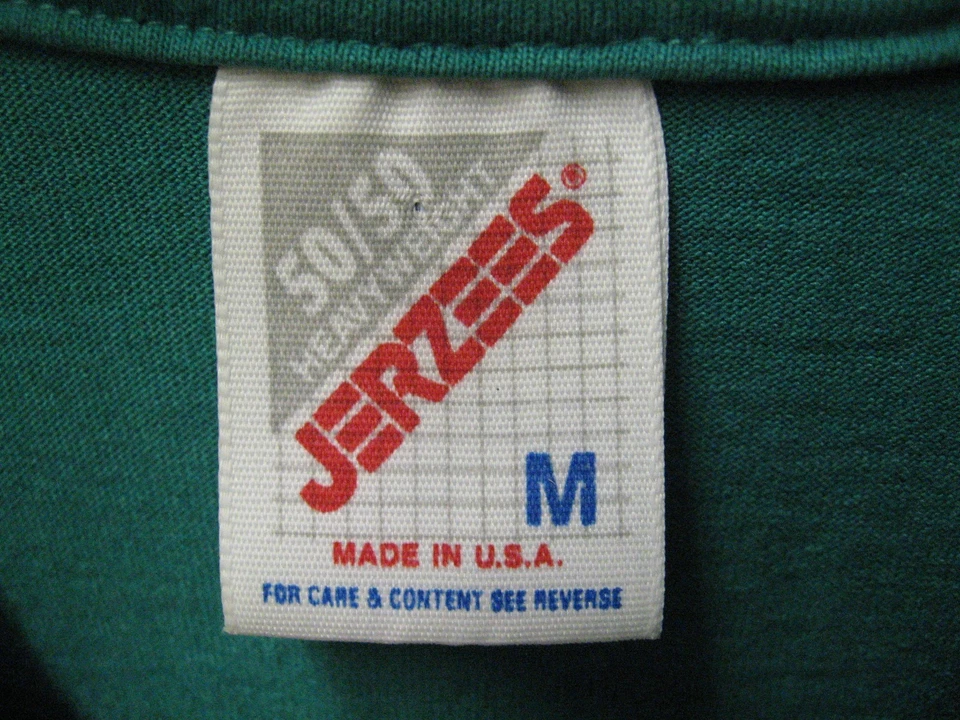 50/50
HEAVYWEIGHT
JERZEES®
M
MADE IN U.S.A.
FOR CARE & CONTENT SEE REVERSE